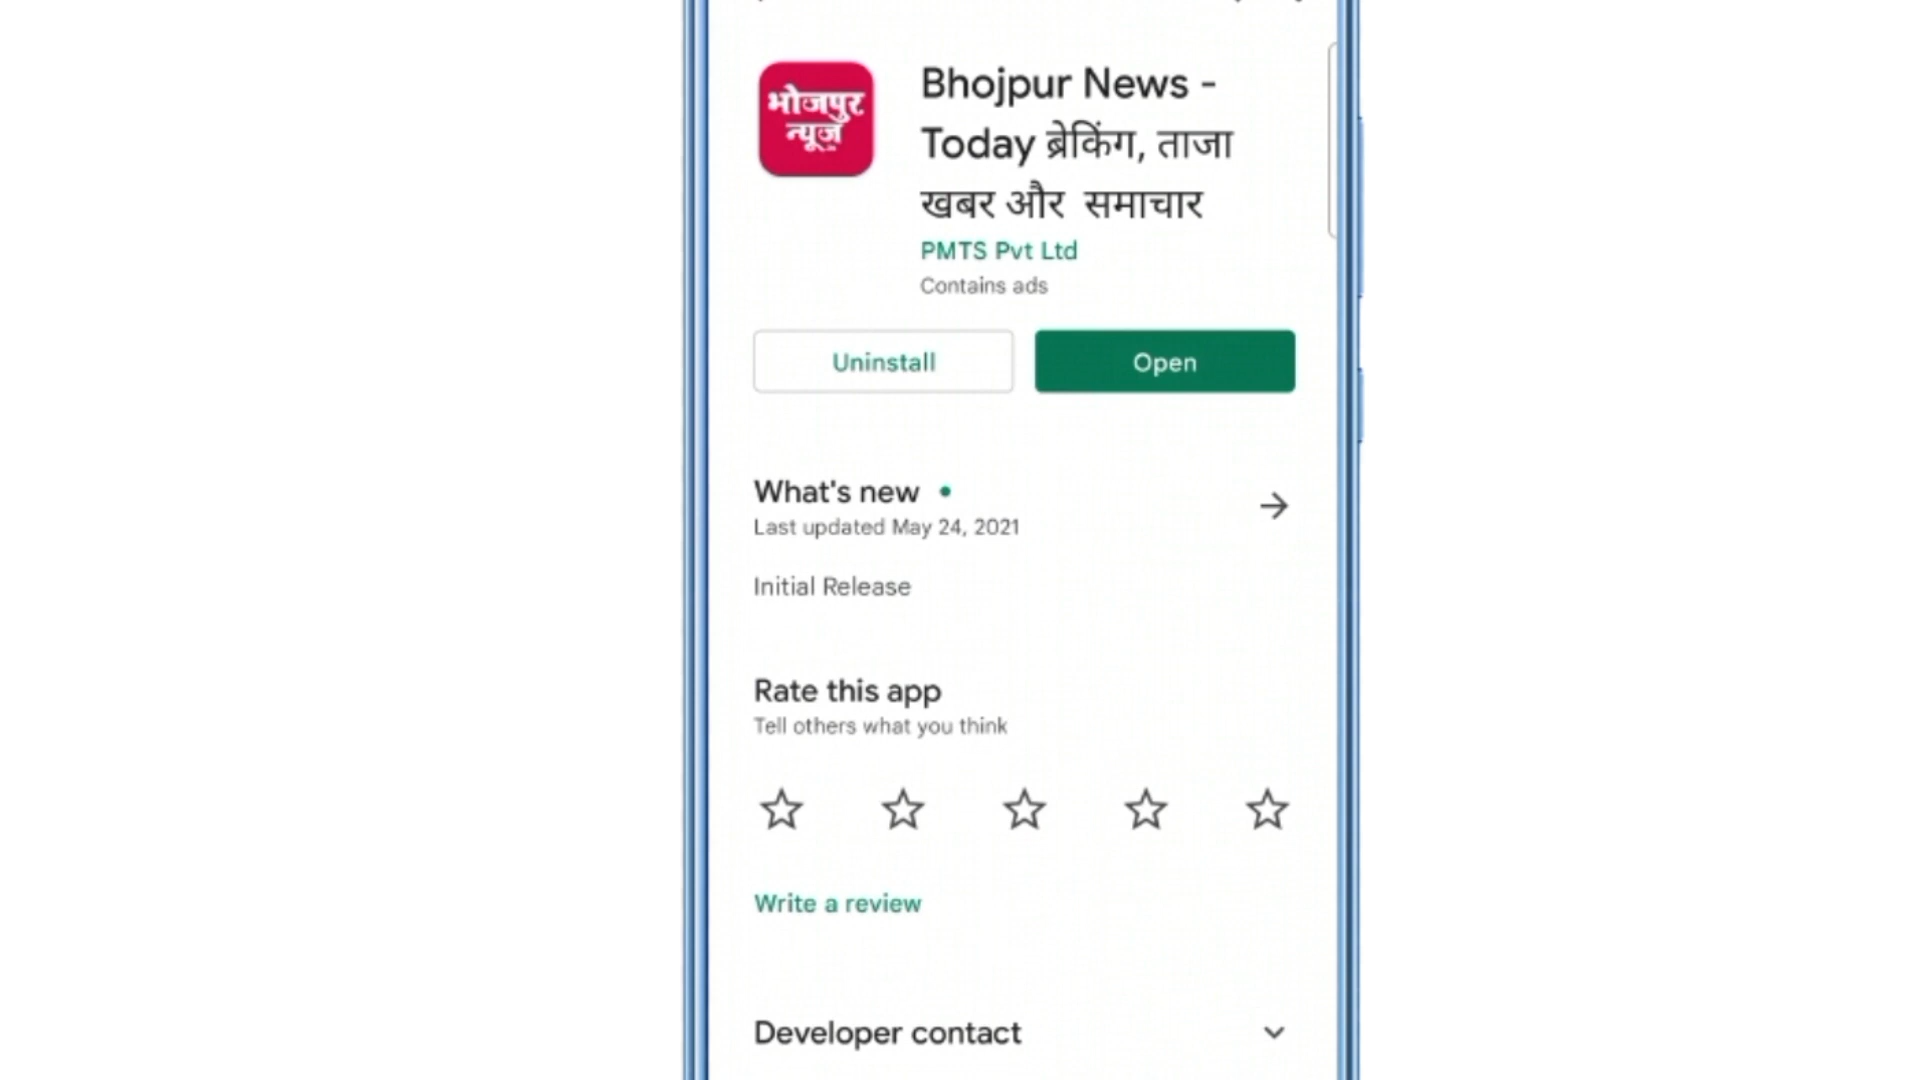 भोजपुर
न्यूज़
Bhojpur News -
Today ब्रेकिंग, ताजा
खबर और समाचार
PMTS Pvt Ltd
Contains ads
Uninstall
Open
What's new
Last updated May 24, 2021
Initial Release
Rate this app
Tell others what you think
Write a review
Developer contact